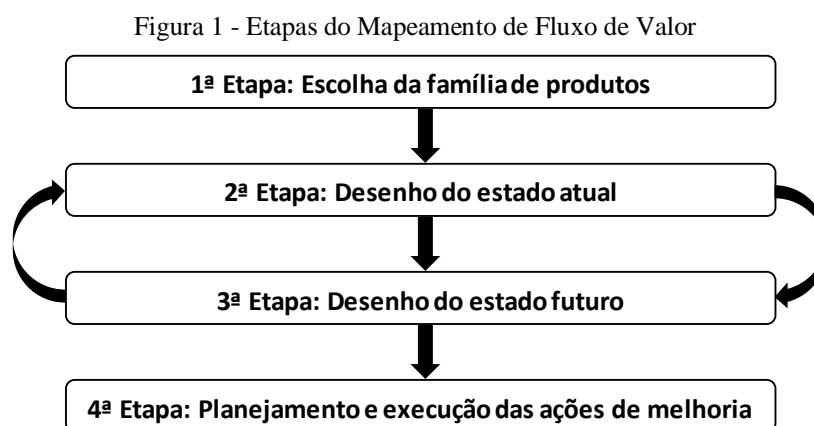 Figura 1 - Etapas do Mapeamento de Fluxo de Valor
1ª Etapa: Escolha da família de produtos
2ª Etapa: Desenho do estado atual
3ª Etapa: Desenho do estado futuro
4ª Etapa: Planejamento e execução das ações de melhoria